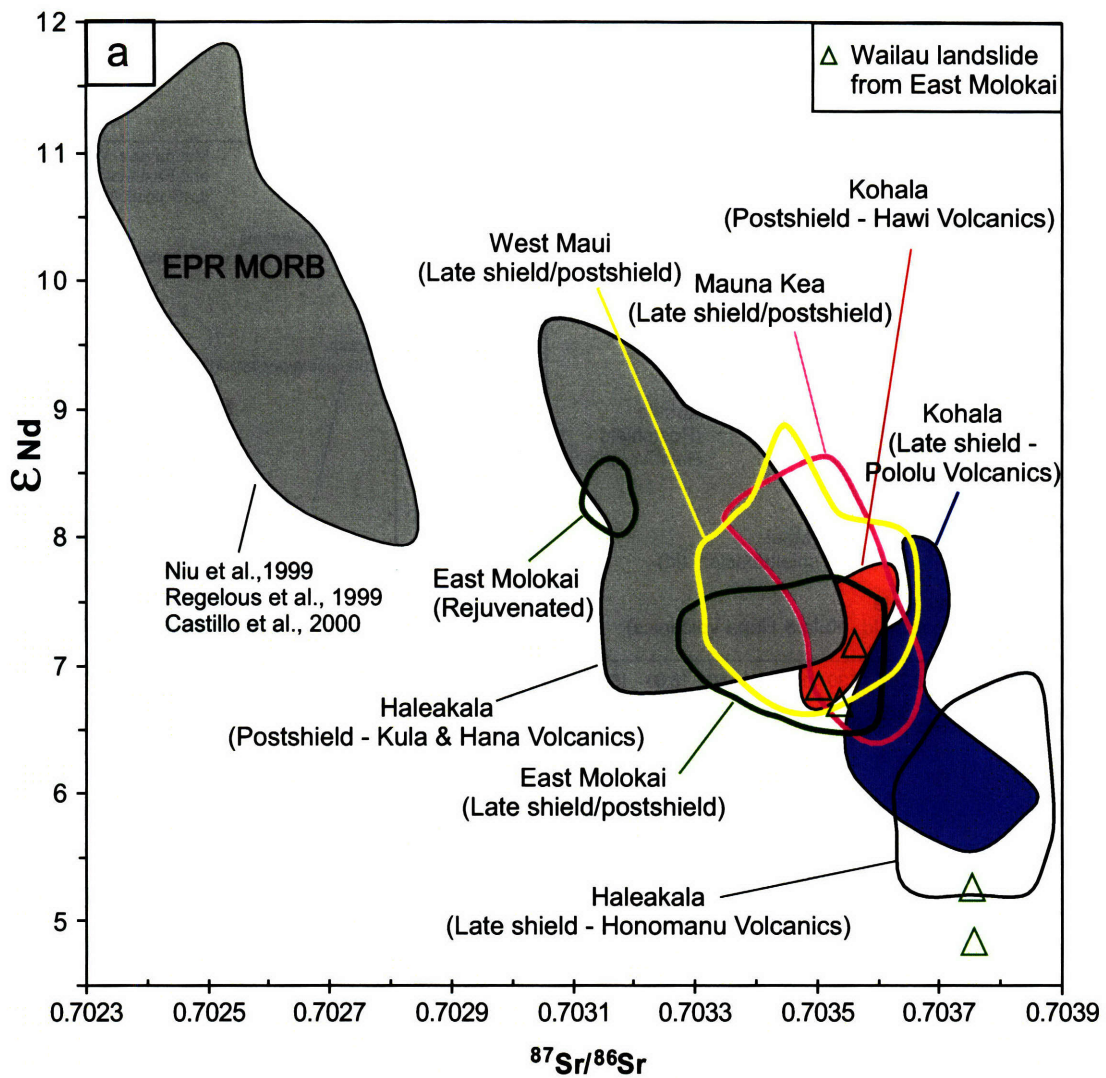 a
Wailau landslide
from East Molokai
Kohala
(Postshield - Hawi Volcanics)
West Maui
(Late shield/postshield)
Mauna Kea
(Late shield/postshield)
EPR MORB
Kohala
(Late shield -
Pololu Volcanics)
Niu et al.,1999
Regelous et al., 1999
Castillo et al., 2000
East Molokai
(Rejuvenated)
Haleakala
(Postshield - Kula & Hana Volcanics)
East Molokai
(Late shield/postshield)
Haleakala
(Late shield - Honomanu Volcanics)
12
11
10
9
8
7
6
5
εNd
0.7023 0.7025 0.7027 0.7029 0.7031 0.7033 0.7035 0.7037 0.7039
⁸⁷Sr/⁸⁶Sr